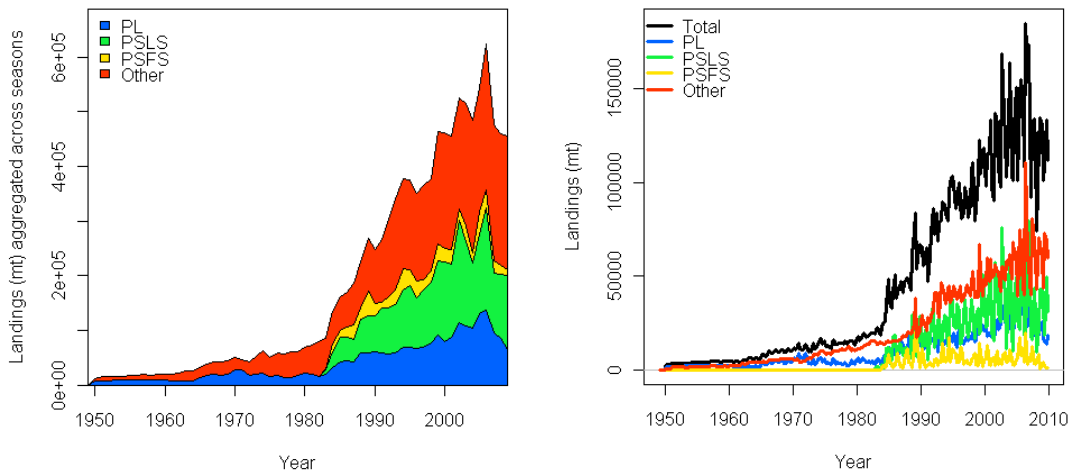 Landings (mt) aggregated across seasons
PL
PSLS
PSFS
Other
6e+05
4e+05
2e+05
0e+00
1950 1960 1970 1980 1990 2000
Year
Landings (mt)
Total
PL
PSLS
PSFS
Other
150000
100000
50000
0
1950 1960 1970 1980 1990 2000 2010
Year